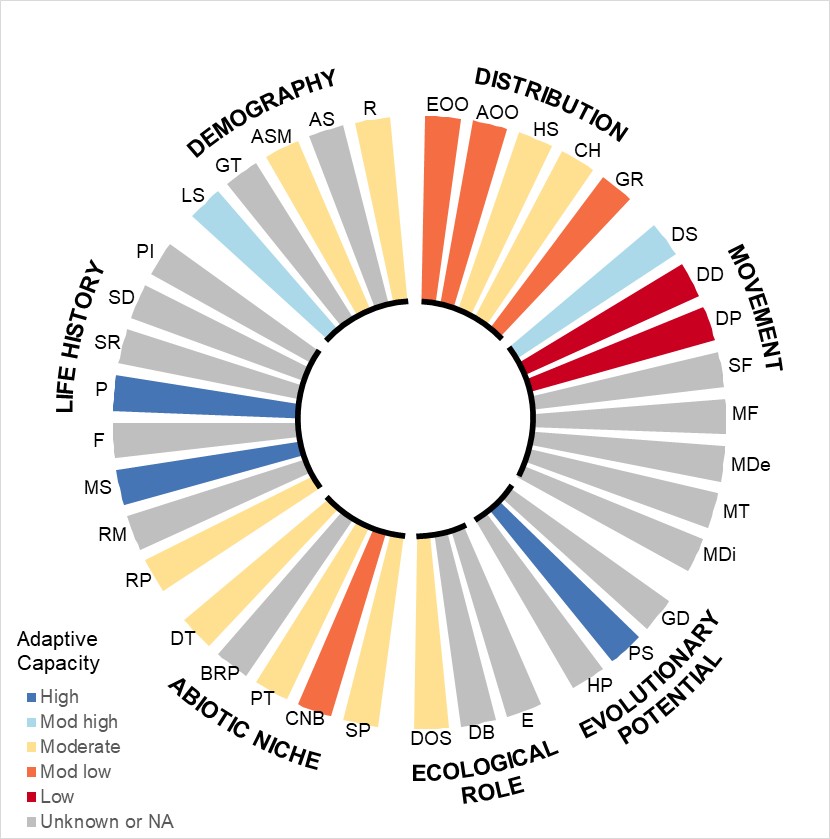 DISTRIBUTION
EOO
AOO
HS
CH
GR
MOVEMENT
DS
DD
DP
SF
MF
MDe
MT
MDi
EVOLUTIONARY
POTENTIAL
GD
PS
HP
ECOLOGICAL
ROLE
E
DB
DOS
ABIOTIC NICHE
SP
CNB
PT
BRP
DT
LIFE HISTORY
RP
RM
MS
F
P
SR
SD
PI
DEMOGRAPHY
LS
GT
ASM
AS
R
Adaptive
Capacity
High
Mod high
Moderate
Mod low
Low
Unknown or NA